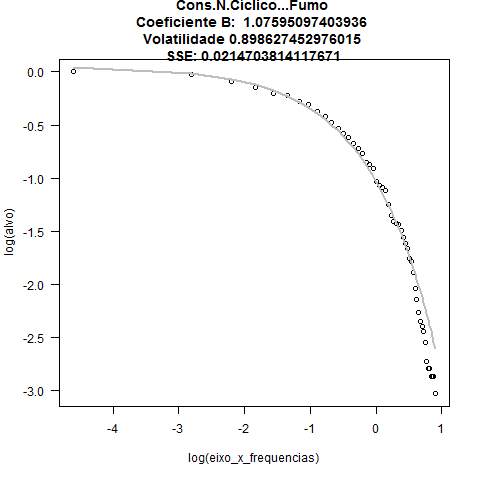 Cons.N.Ciclico...Fumo
Coeficiente B:  1.07595097403936
Volatilidade 0.898627452976015
SSE: 0.0214703814117671
log(alvo)
0.0
-0.5
-1.0
-1.5
-2.0
-2.5
-3.0
-4
-3
-2
-1
0
1
log(eixo_x_frequencias)